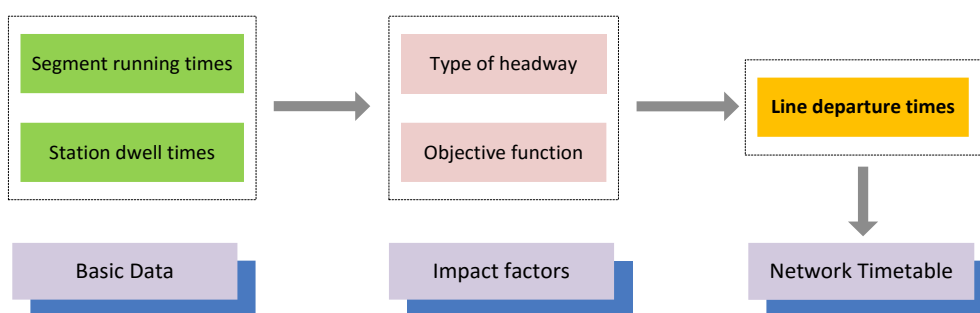 Segment running times
Station dwell times
Type of headway
Objective function
Line departure times
Basic Data
Impact factors
Network Timetable